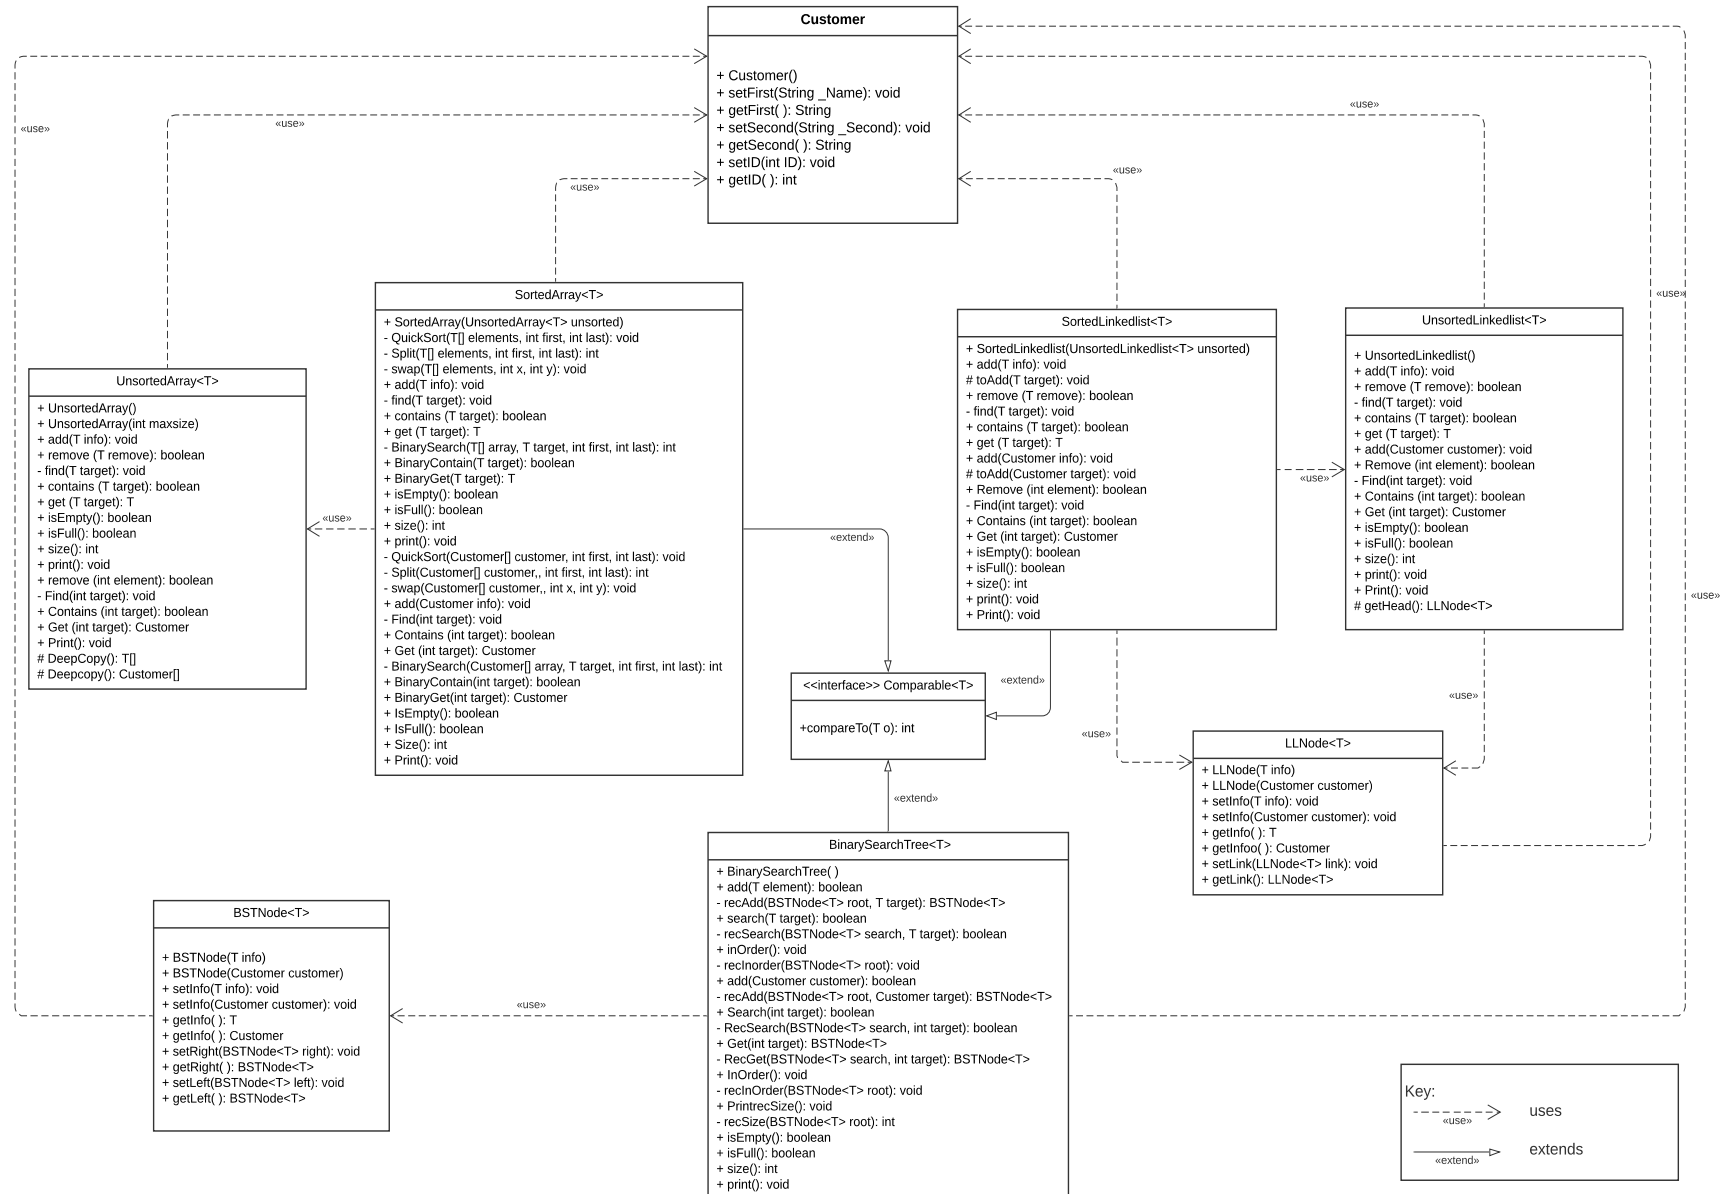 Customer
+ Customer()
+ setFirst(String _Name): void
+ getFirst( ): String
+ setSecond(String _Second): void
+ getSecond( ): String
+ setID(int ID): void
+ getID( ): int
«use»
«use»
«use»
«use»
«use»
«use»
«use»
UnsortedArray<T>
+ UnsortedArray()
+ UnsortedArray(int maxsize)
+ add(T info): void
+ remove (T remove): boolean
- find(T target): void
+ contains (T target): boolean
+ get (T target): T
+ isEmpty(): boolean
+ isFull(): boolean
+ size(): int
+ print(): void
+ remove (int element): boolean
- Find(int target): void
+ Contains (int target): boolean
+ Get (int target): Customer
+ Print(): void
# DeepCopy(): T[]
# Deepcopy(): Customer[]
«use»
SortedArray<T>
+ SortedArray(UnsortedArray<T> unsorted)
- QuickSort(T[] elements, int first, int last): void
- Split(T[] elements, int first, int last): int
- swap(T[] elements, int x, int y): void
+ add(T info): void
- find(T target): void
+ contains (T target): boolean
+ get (T target): T
- BinarySearch(T[] array, T target, int first, int last): int
+ BinaryContain(T target): boolean
+ BinaryGet(T target): T
+ isEmpty(): boolean
+ isFull(): boolean
+ size(): int
+ print(): void
- QuickSort(Customer[] customer, int first, int last): void
- Split(Customer[] customer,, int first, int last): int
- swap(Customer[] customer,, int x, int y): void
+ add(Customer info): void
- Find(int target): void
+ Contains (int target): boolean
+ Get (int target): Customer
- BinarySearch(Customer[] array, T target, int first, int last): int
+ BinaryContain(int target): boolean
+ BinaryGet(int target): Customer
+ IsEmpty(): boolean
+ IsFull(): boolean
+ Size(): int
+ Print(): void
«extend»
SortedLinkedlist<T>
+ SortedLinkedlist(UnsortedLinkedlist<T> unsorted)
+ add(T info): void
# toAdd(T target): void
+ remove (T remove): boolean
- find(T target): void
+ contains (T target): boolean
+ get (T target): T
+ add(Customer info): void
# toAdd(Customer target): void
+ Remove (int element): boolean
- Find(int target): void
+ Contains (int target): boolean
+ Get (int target): Customer
+ isEmpty(): boolean
+ isFull(): boolean
+ size(): int
+ print(): void
+ Print(): void
«use»
UnsortedLinkedlist<T>
+ UnsortedLinkedlist()
+ add(T info): void
+ remove (T remove): boolean
- find(T target): void
+ contains (T target): boolean
+ get (T target): T
+ add(Customer customer): void
+ Remove (int element): boolean
- Find(int target): void
+ Contains (int target): boolean
+ Get (int target): Customer
+ isEmpty(): boolean
+ isFull(): boolean
+ size(): int
+ print(): void
+ Print(): void
# getHead(): LLNode<T>
<<interface>> Comparable<T>
+compareTo(T o): int
«extend»
«use»
«use»
LLNode<T>
+ LLNode(T info)
+ LLNode(Customer customer)
+ setInfo(T info): void
+ setInfo(Customer customer): void
+ getInfo( ): T
+ getInfoo( ): Customer
+ setLink(LLNode<T> link): void
+ getLink(): LLNode<T>
«extend»
BinarySearchTree<T>
+ BinarySearchTree( )
+ add(T element): boolean
- recAdd(BSTNode<T> root, T target): BSTNode<T>
+ search(T target): boolean
- recSearch(BSTNode<T> search, T target): boolean
+ inOrder(): void
- recInorder(BSTNode<T> root): void
+ add(Customer customer): boolean
- recAdd(BSTNode<T> root, Customer target): BSTNode<T>
+ Search(int target): boolean
- RecSearch(BSTNode<T> search, int target): boolean
+ Get(int target): BSTNode<T>
- RecGet(BSTNode<T> search, int target): BSTNode<T>
+ InOrder(): void
- recInOrder(BSTNode<T> root): void
+ PrintrecSize(): void
- recSize(BSTNode<T> root): int
+ isEmpty(): boolean
+ isFull(): boolean
+ size(): int
+ print(): void
«use»
BSTNode<T>
+ BSTNode(T info)
+ BSTNode(Customer customer)
+ setInfo(T info): void
+ setInfo(Customer customer): void
+ getInfo( ): T
+ getInfo( ): Customer
+ setRight(BSTNode<T> right): void
+ getRight( ): BSTNode<T>
+ setLeft(BSTNode<T> left): void
+ getLeft( ): BSTNode<T>
Key:
«use»
uses
«extend»
extends